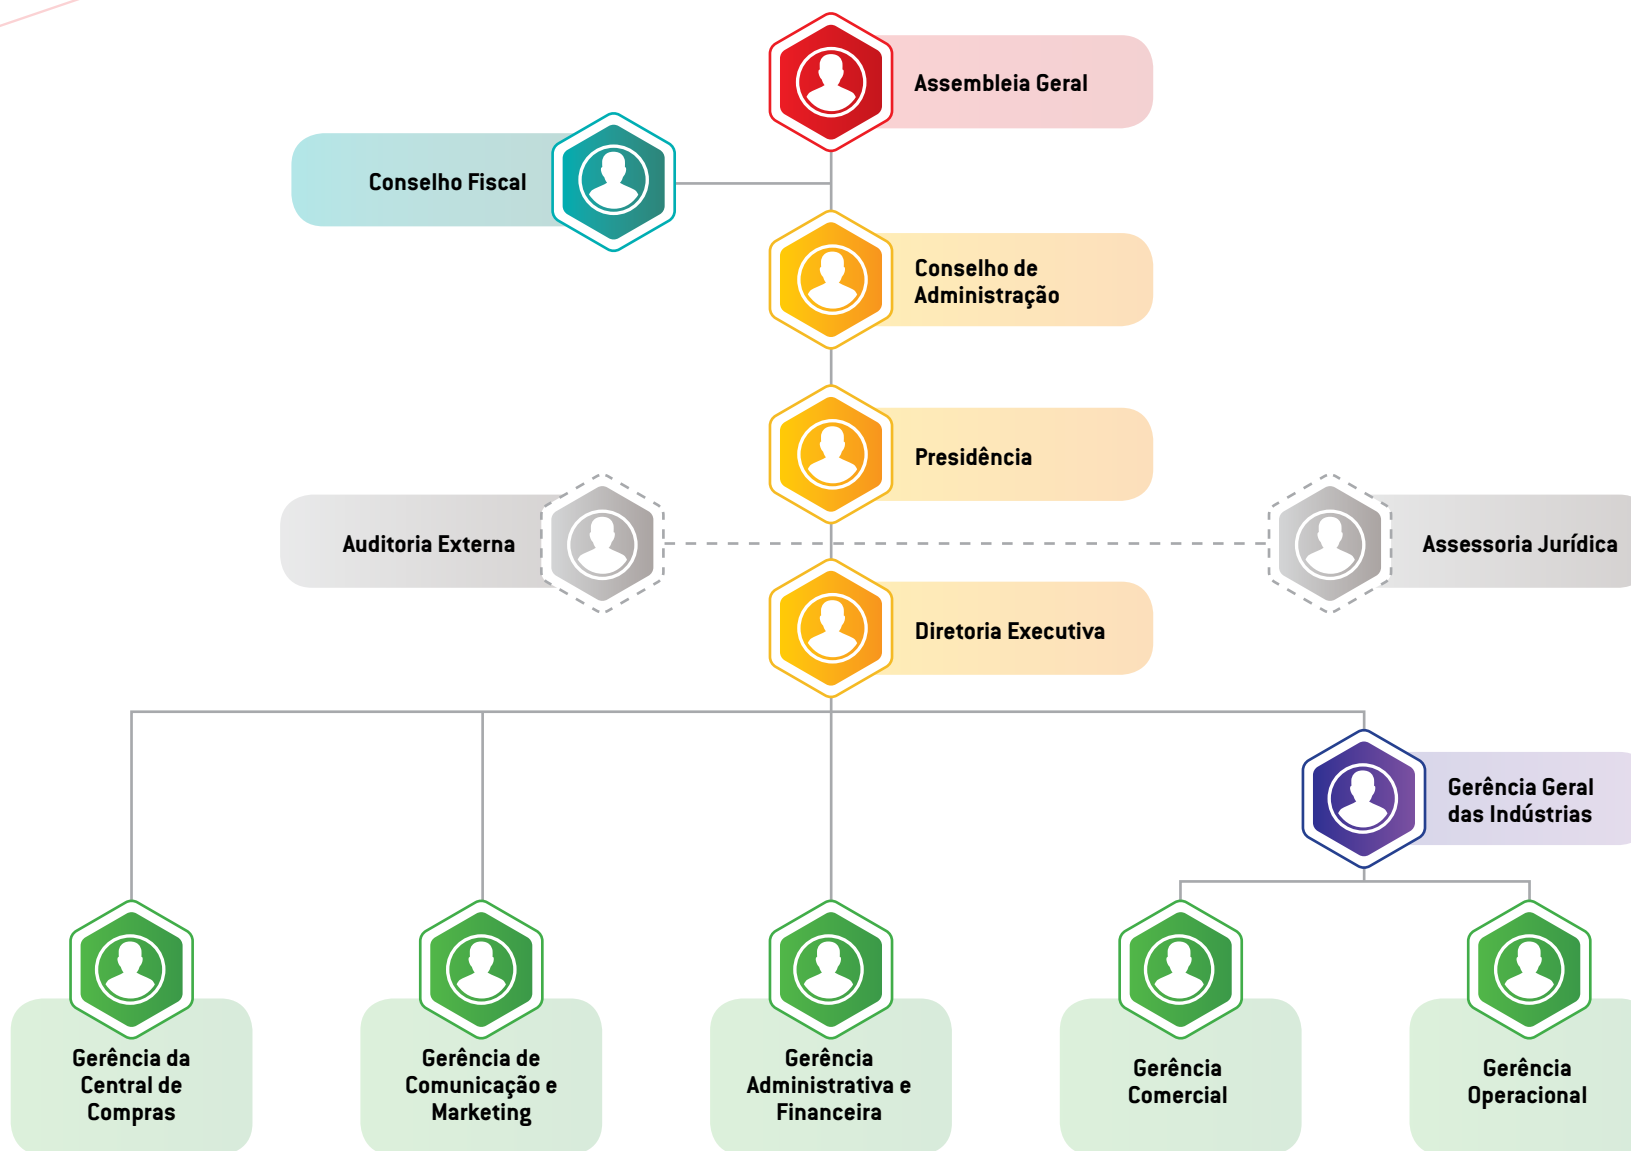 Assembleia Geral
Conselho Fiscal
Conselho de
Administração
Presidência
Auditoria Externa
Assessoria Jurídica
Diretoria Executiva
Gerência Geral
das Indústrias
Gerência da
Central de
Compras
Gerência de
Comunicação e
Marketing
Gerência
Administrativa e
Financeira
Gerência
Comercial
Gerência
Operacional